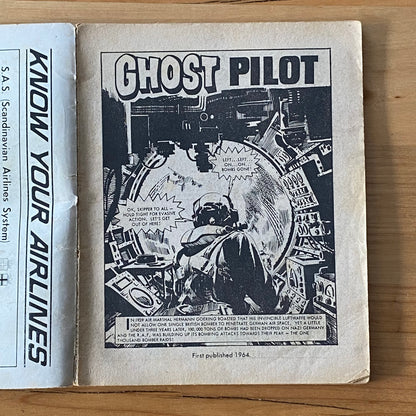 KNOW YOUR AIRLINES
S.A.S. (Scandinavian Airlines System)
GHOST PILOT
LEFT...LEFT...
ON...ON...
BOMBS GONE!
OK, SKIPPER TO ALL...
HOLD TIGHT FOR EVASIVE
ACTION. LET'S GET
OUT OF HERE!
IN 1939 AIR MARSHAL HERMANN GOERING BOASTED THAT HIS INVINCIBLE LUFTWAFFE WOULD
NOT ALLOW ONE SINGLE BRITISH BOMBER TO PENETRATE GERMAN AIR SPACE, YET A LITTLE
UNDER THREE YEARS LATER, 100,000 TONS OF BOMBS HAD BEEN DROPPED ON NAZI GERMANY
AND THE R.A.F. WAS BUILDING UP ITS BOMBING ATTACKS TOWARDS THEIR PEAK — THE ONE
THOUSAND BOMBER RAIDS!
First published 1964.